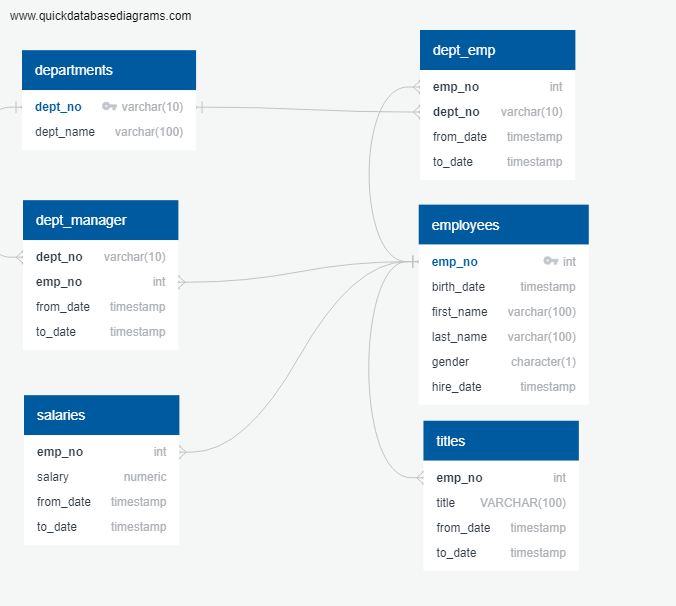 www.quickdatabasediagrams.com
departments
dept_no varchar(10)
dept_name varchar(100)
dept_emp
emp_no int
dept_no varchar(10)
from_date timestamp
to_date timestamp
dept_manager
dept_no varchar(10)
emp_no int
from_date timestamp
to_date timestamp
employees
emp_no int
birth_date timestamp
first_name varchar(100)
last_name varchar(100)
gender character(1)
hire_date timestamp
salaries
emp_no int
salary numeric
from_date timestamp
to_date timestamp
titles
emp_no int
title VARCHAR(100)
from_date timestamp
to_date timestamp